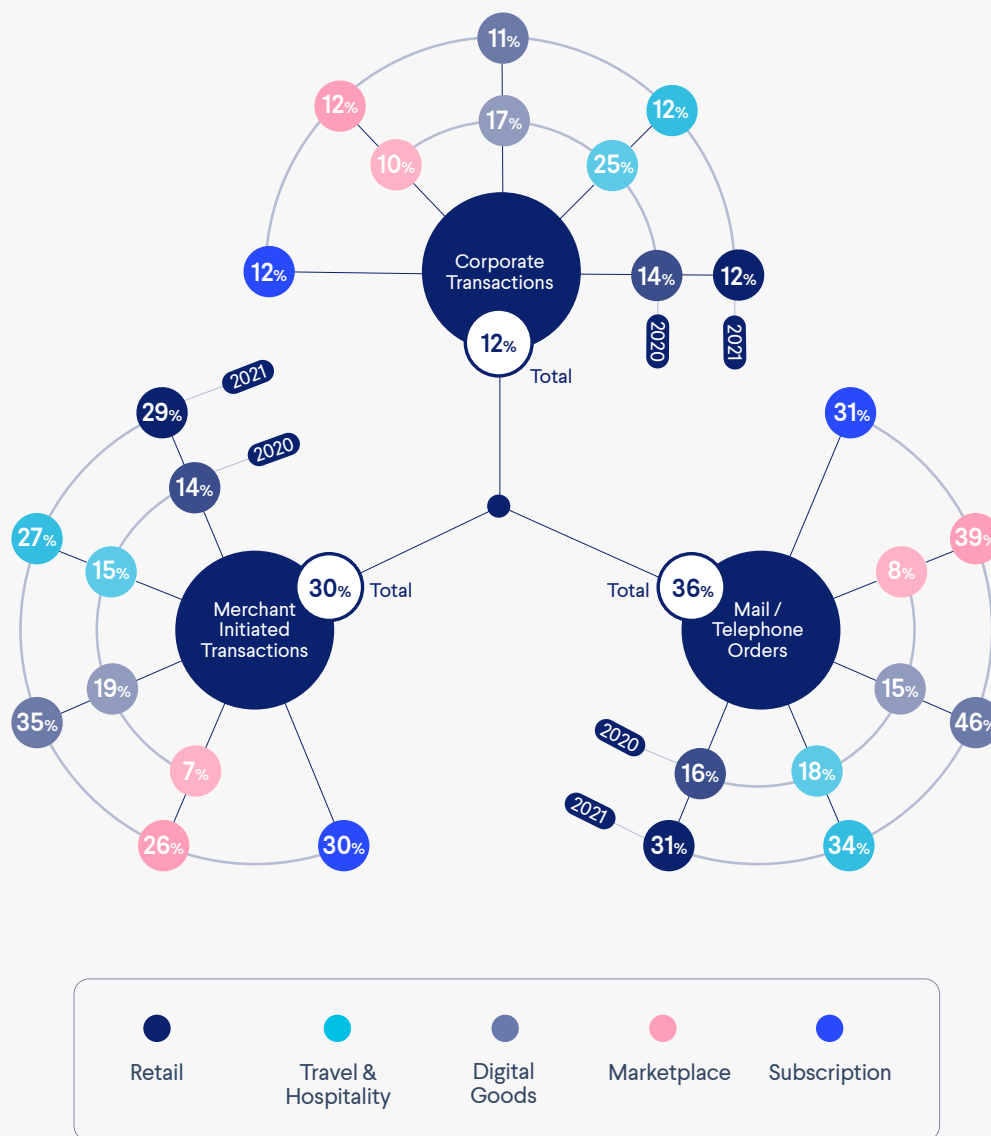 11%
12%
12%
17%
10%
25%
Corporate
Transactions
12%
14%
12%
2020
2021
12%
Total
2021
29%
2020
14%
27%
15%
30%
Total
Merchant
Initiated
Transactions
19%
35%
7%
26%
30%
31%
39%
8%
Total
36%
Mail /
Telephone
Orders
15%
46%
2020
16%
18%
2021
31%
34%
Retail
Travel &
Hospitality
Digital
Goods
Marketplace
Subscription